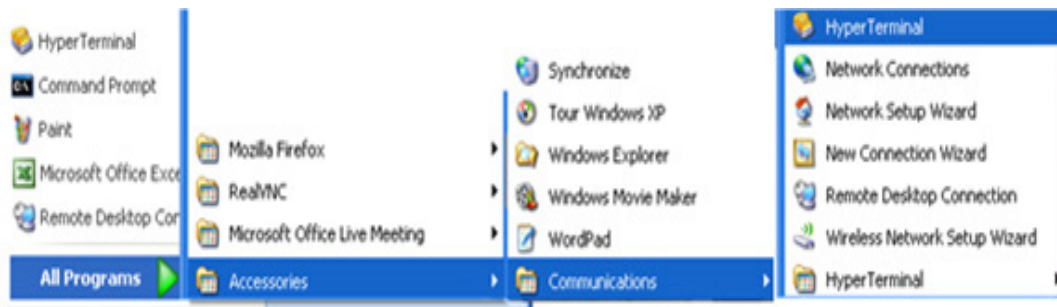 HyperTerminal
Command Prompt
Paint
Microsoft Office Exce
Remote Desktop Cor
All Programs
Mozilla Firefox
RealVNC
Microsoft Office Live Meeting
Accessories
Synchronize
Tour Windows XP
Windows Explorer
Windows Movie Maker
WordPad
Communications
HyperTerminal
Network Connections
Network Setup Wizard
New Connection Wizard
Remote Desktop Connection
Wireless Network Setup Wizard
HyperTerminal